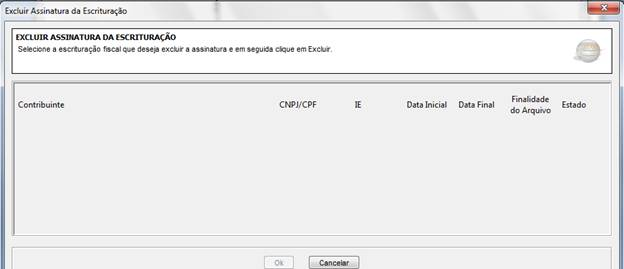 Excluir Assinatura da Escrituração
EXCLUIR ASSINATURA DA ESCRITURAÇÃO
Selecione a escrituração fiscal que deseja excluir a assinatura e em seguida clique em Excluir.
Contribuinte CNPJ/CPF IE Data Inicial Data Final Finalidade do Arquivo Estado
Ok Cancelar